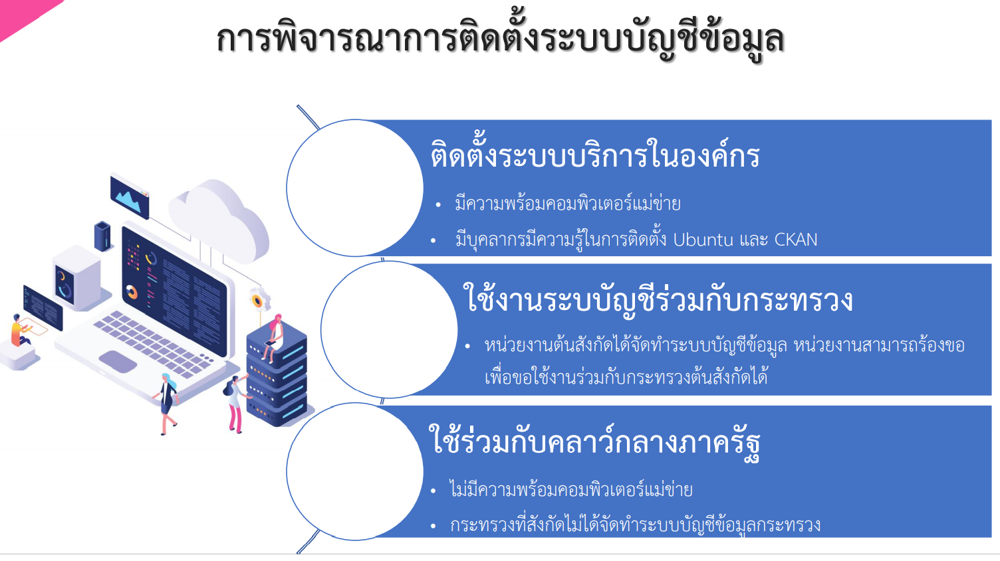 การพิจารณาการติดตั้งระบบบัญชีข้อมูล
ติดตั้งระบบบริการในองค์กร
• มีความพร้อมคอมพิวเตอร์แม่ข่าย
• มีบุคลากรมีความรู้ในการติดตั้ง Ubuntu และ CKAN
ใช้งานระบบัญชีร่วมกับกระทรวง
• หน่วยงานต้นสังกัดได้จัดทำระบบบัญชีข้อมูล หน่วยงานสามารถร้องขอ
เพื่อขอใช้งานร่วมกับกระทรวงต้นสังกัดได้
ใช้ร่วมกับคลาว์กลางภาครัฐ
• ไม่มีความพร้อมคอมพิวเตอร์แม่ข่าย
• กระทรวงที่สังกัดไม่ได้จัดทำระบบบัญชีข้อมูลกระทรวง